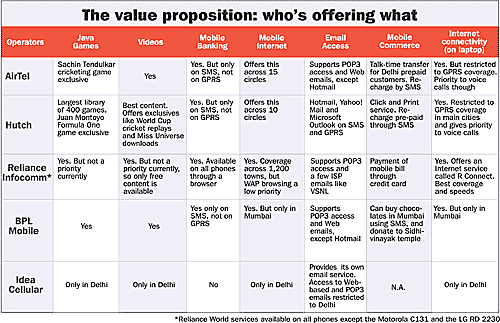 The value proposition: who's offering what
Operators
Java
Games
Videos
Mobile
Banking
Mobile
Internet
Email
Access
Mobile
Commerce
Internet
connectivity (on
laptop)
AirTel
Sachin Tendulkar
cricketing game
exclusive
Yes
Yes. But only
on SMS, not
on GPRS
Offers this
across 15
circles
Supports POP3
access and Web
emails, except
Hotmail
Talk-time transfer
for Delhi prepaid
customers. Re-
charge by SMS
Yes. But restricted
to GPRS coverage.
Priority to voice
calls though
Hutch
Largest library
of 400 games.
Juan Montoyo
Formula One
game exclusive
Best content.
Offers exclusives
like World Cup
cricket replays
and Miss Universe
downloads
Yes. But only
on SMS, not
on GPRS
Offers this
across 10
circles
Hotmail, Yahoo!
Mail and
Microsoft
Outlook on SMS
and GPRS
Click and Print
service. Re-
charge pre-paid
through SMS
Yes. Restricted to
GPRS coverage
in main cities
and gives priority
to voice calls
Reliance
Infocomm*
Yes. But not a
priority
currently
Yes. But not a
priority currently,
so only free
content is
available
Yes. Available
on all phones
through a
browser
Yes. Coverage
across 1,200
towns, but
WAP browsing
a low priority
Supports POP3
access and
a few ISP
emails like
VSNL
Payment of
mobile bill
through
credit card
Yes. Offers an
Internet service
called R Connect.
Best coverage
and speeds
BPL
Mobile
Yes
Yes
Yes only on
SMS, not on
GPRS
Yes. But only in
Mumbai
Supports
POP3 access
and Web
emails,
except Hotmail
Can buy choco-
lates in Mumbai
using SMS, and
donate to Sidhi-
vinayak temple
Yes. But only in
Mumbai
Idea
Cellular
Only in Delhi
Only in Delhi
No
Only in Delhi
Provides its own
email service.
Access to Web-
based and POP3
emails restricted
to Delhi
N.A.
Only in Delhi
*Reliance World services available on all phones except the Motorola C131 and the LG RD 2230